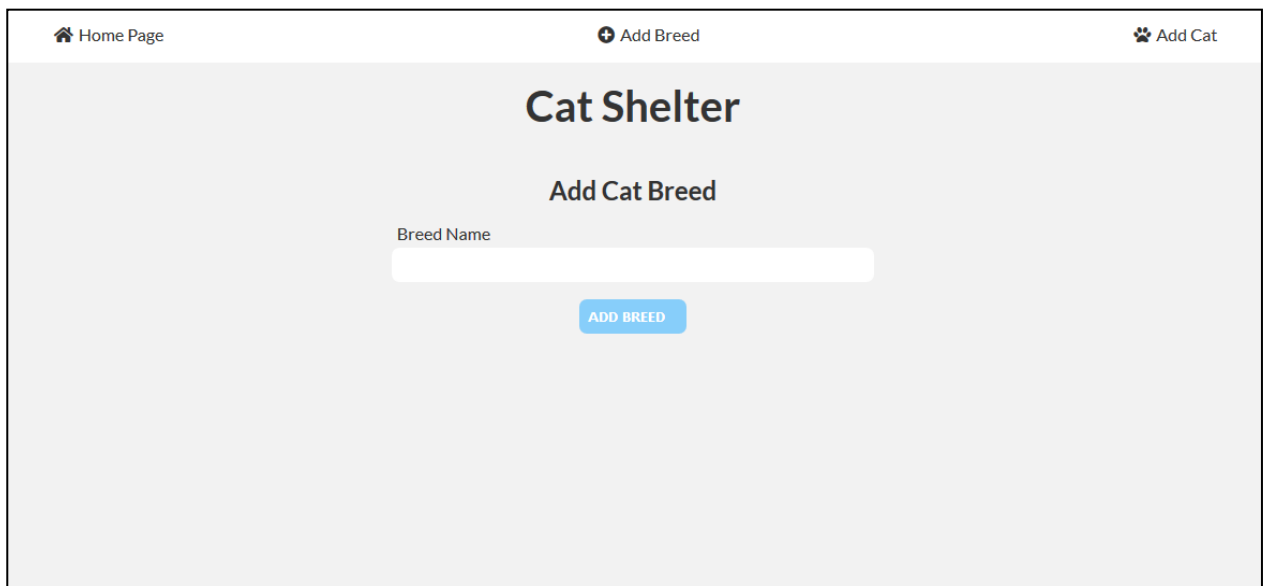 Home Page
Add Breed
Add Cat
Cat Shelter
Add Cat Breed
Breed Name
ADD BREED